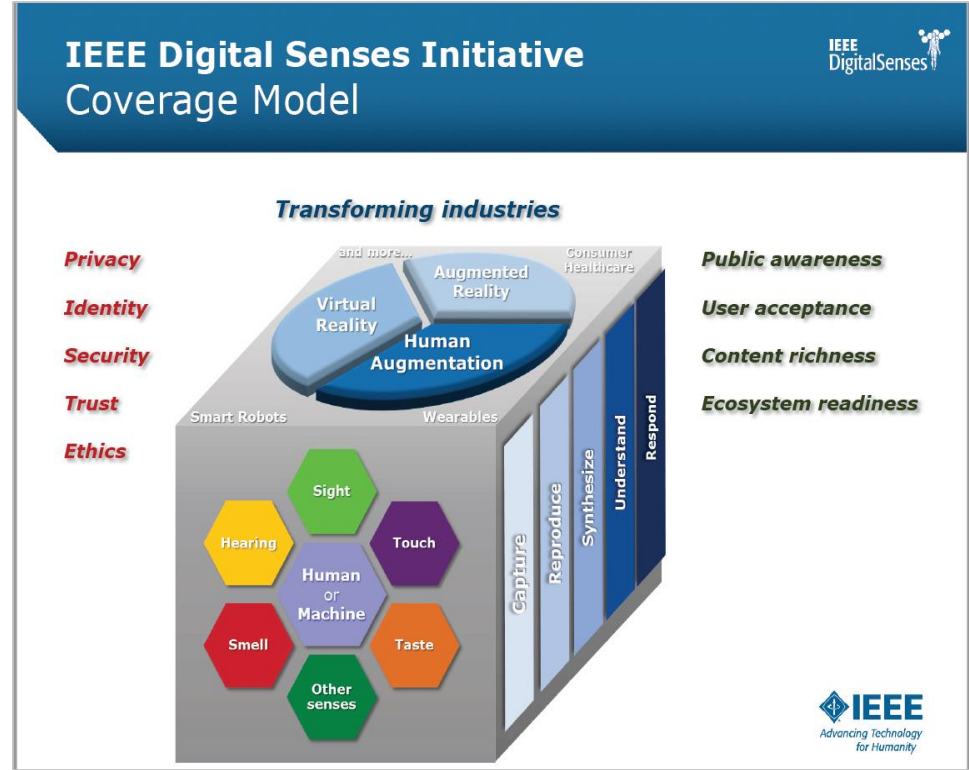 IEEE Digital Senses Initiative
Coverage Model
IEEE
DigitalSenses
Transforming industries
Privacy
Identity
Security
Trust
Ethics
and more...
Consumer
Healthcare
Augmented
Reality
Virtual
Reality
Human
Augmentation
Smart Robots
Wearables
Sight
Hearing
Touch
Human
or
Machine
Smell
Taste
Other
senses
Capture
Reproduce
Synthesize
Understand
Respond
Public awareness
User acceptance
Content richness
Ecosystem readiness
IEEE
Advancing Technology
for Humanity